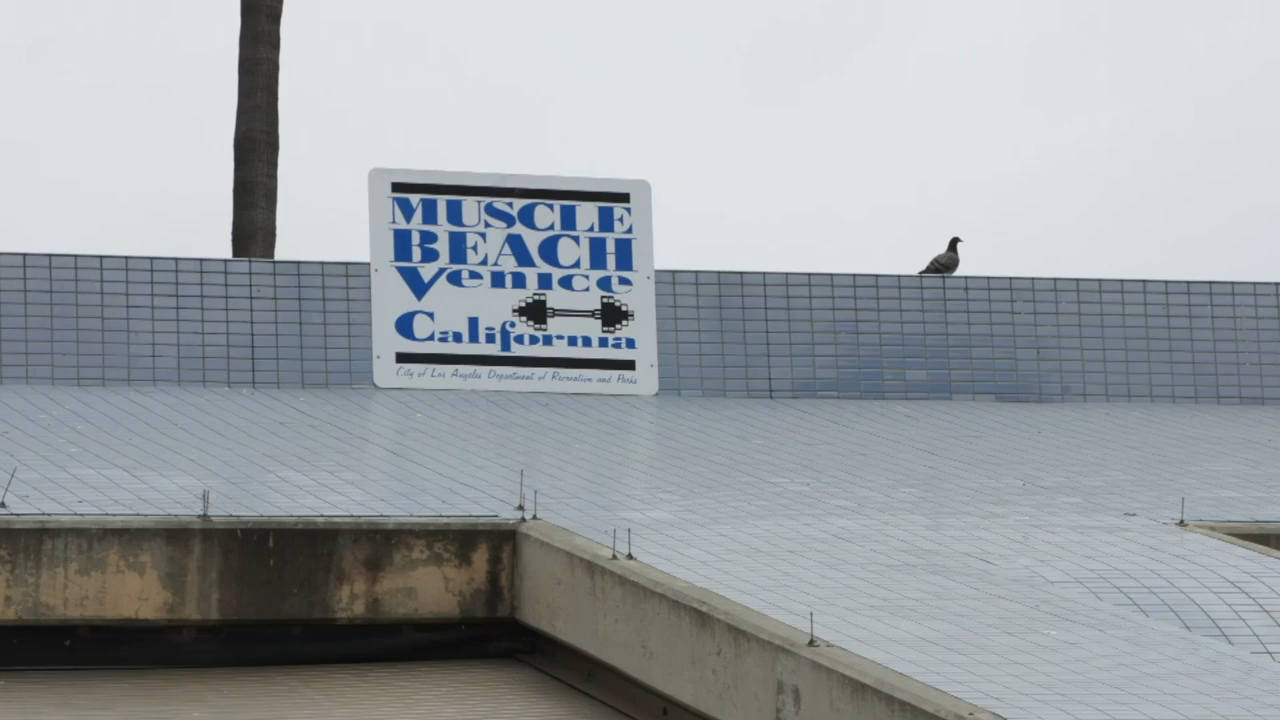 MUSCLE
BEACH
Venice
California
City of Los Angeles Department of Recreation and Parks